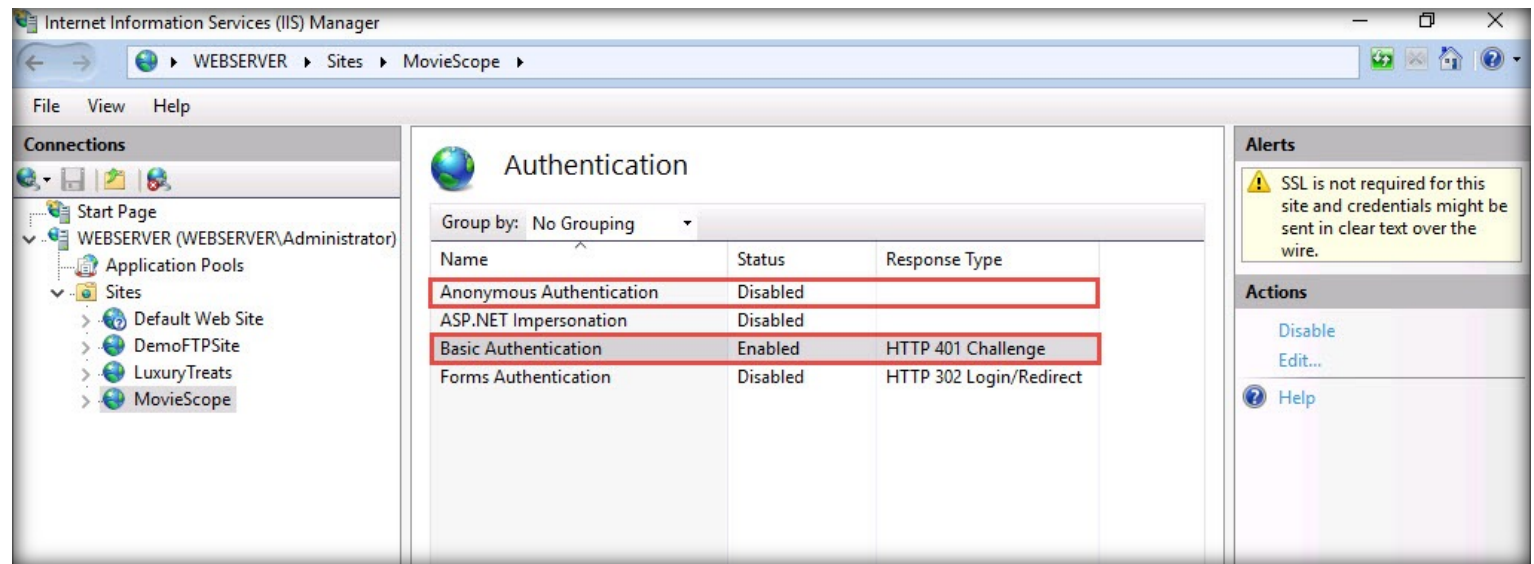 Internet Information Services (IIS) Manager
WEBSERVER Sites MovieScope
File View Help
Connections
Start Page
WEBSERVER (WEBSERVER\Administrator)
Application Pools
Sites
Default Web Site
DemoFTPSite
LuxuryTreats
MovieScope
Authentication
Group by: No Grouping
Name Status Response Type
Anonymous Authentication Disabled
ASP.NET Impersonation Disabled
Basic Authentication Enabled HTTP 401 Challenge
Forms Authentication Disabled HTTP 302 Login/Redirect
Alerts
SSL is not required for this
site and credentials might be
sent in clear text over the
wire.
Actions
Disable
Edit...
Help